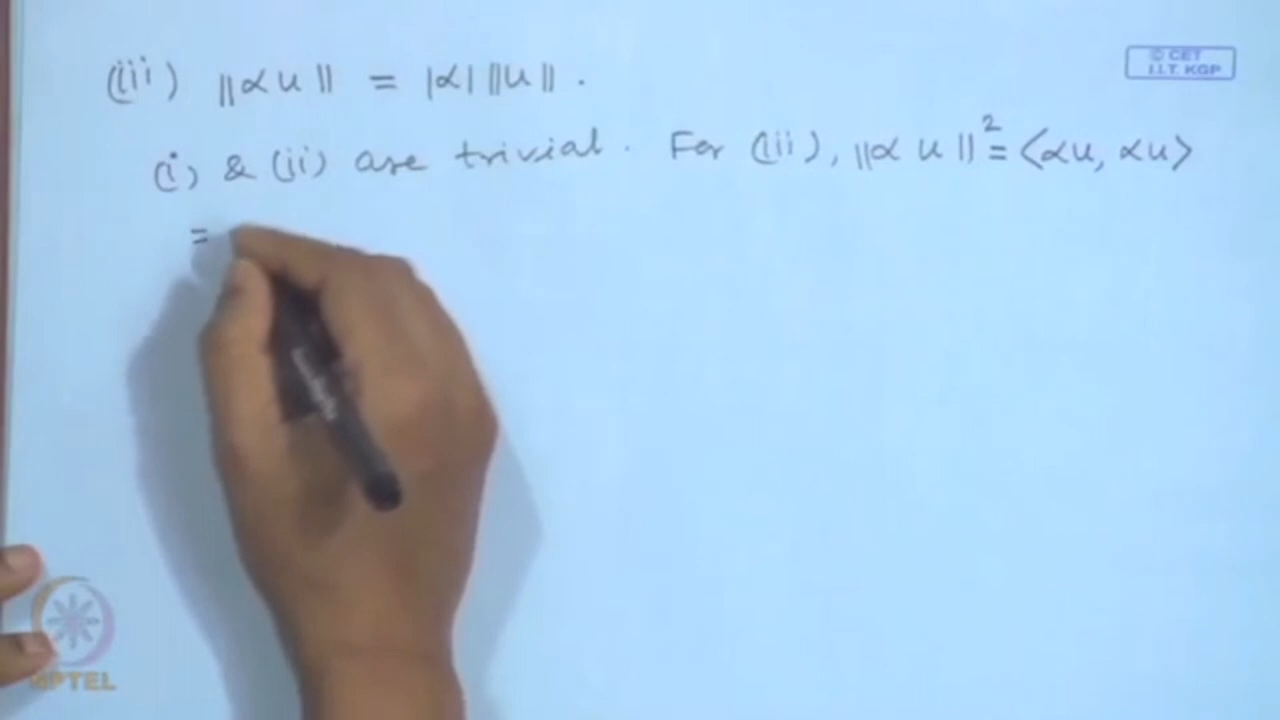 (iii) ||αu|| = |α| ||u||.
© CET
I.I.T. KGP
(i) & (ii) are trivial. For (iii), ||αu||² = ⟨αu, αu⟩
=
NPTEL